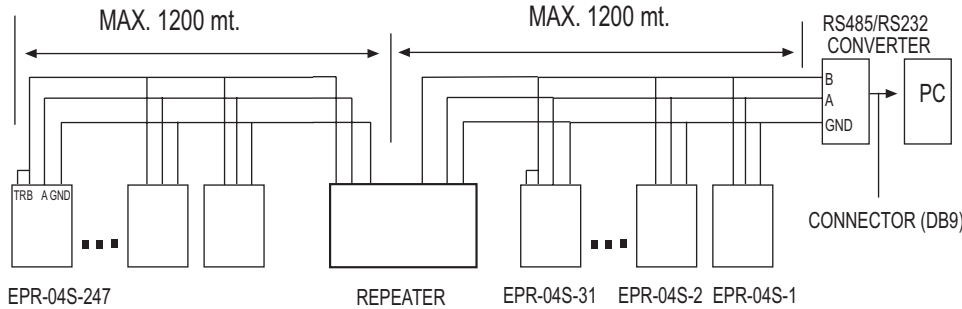 MAX. 1200 mt.
MAX. 1200 mt.
RS485/RS232
CONVERTER
B
A
GND
PC
TRB A GND
CONNECTOR (DB9)
EPR-04S-247
REPEATER
EPR-04S-31
EPR-04S-2
EPR-04S-1